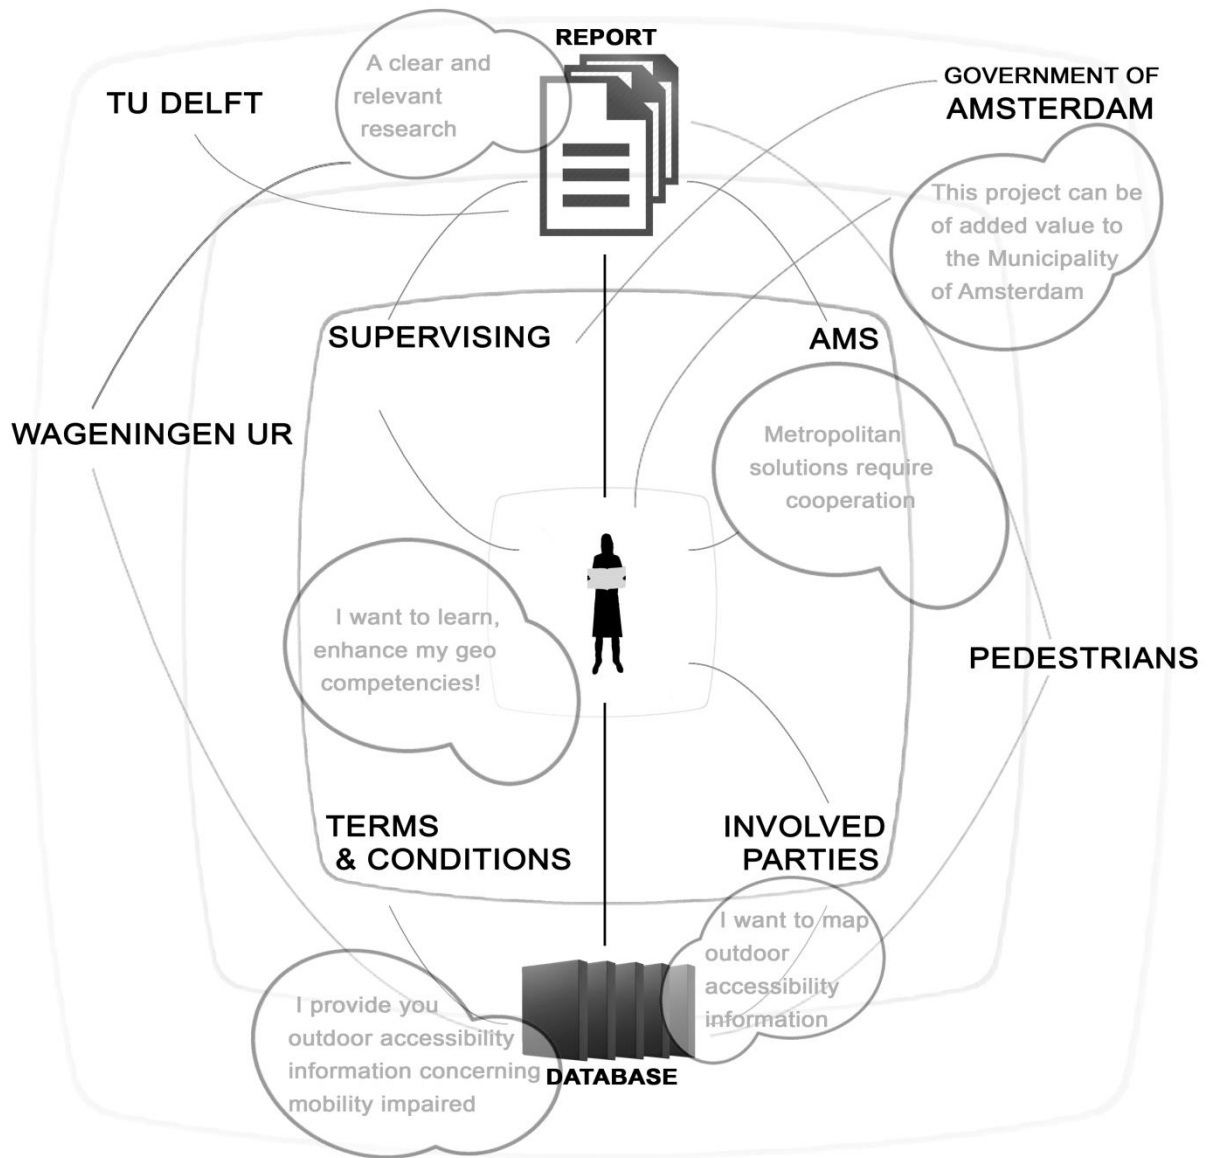 REPORT
A clear and
relevant
research
TU DELFT
GOVERNMENT OF
AMSTERDAM
This project can be
of added value to
the Municipality
of Amsterdam
SUPERVISING
AMS
WAGENINGEN UR
Metropolitan
solutions require
cooperation
I want to learn,
enhance my geo
competencies!
PEDESTRIANS
TERMS
& CONDITIONS
INVOLVED
PARTIES
I want to map
outdoor
accessibility
information
I provide you
outdoor accessibility
information concerning
mobility impaired
DATABASE